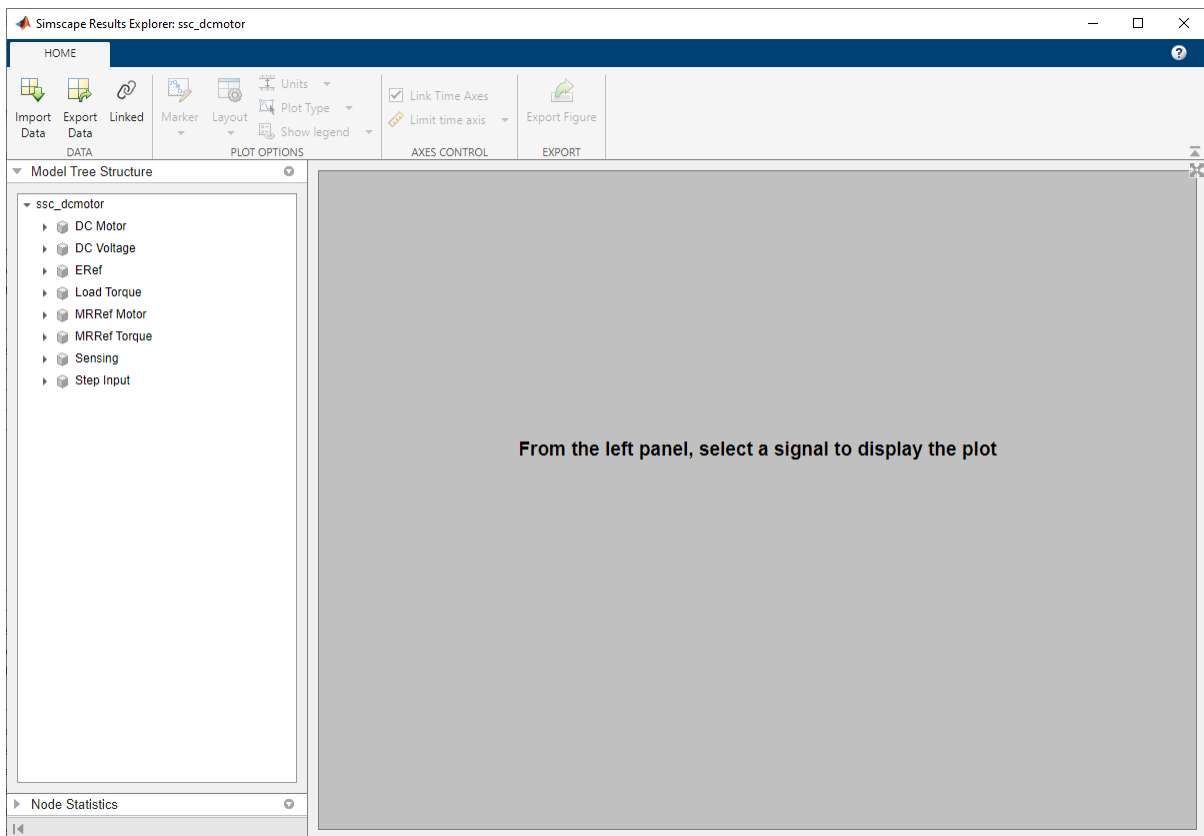 Simscape Results Explorer: ssc_dcmotor
HOME
?
Import Data
Export Data
Linked
DATA
Marker
Layout
Units
Plot Type
Show legend
PLOT OPTIONS
Link Time Axes
Limit time axis
AXES CONTROL
Export Figure
EXPORT
Model Tree Structure
ssc_dcmotor
DC Motor
DC Voltage
ERef
Load Torque
MRRef Motor
MRRef Torque
Sensing
Step Input
From the left panel, select a signal to display the plot
Node Statistics